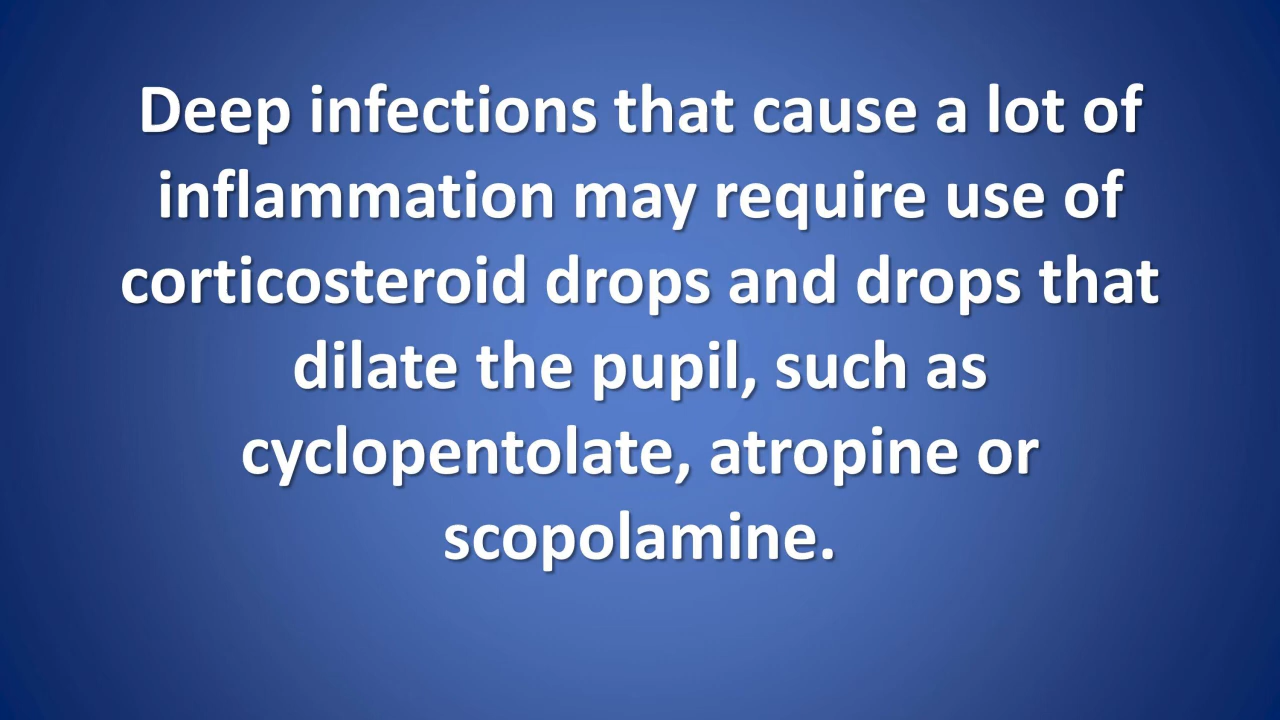 Deep infections that cause a lot of
inflammation may require use of
corticosteroid drops and drops that
dilate the pupil, such as
cyclopentolate, atropine or
scopolamine.